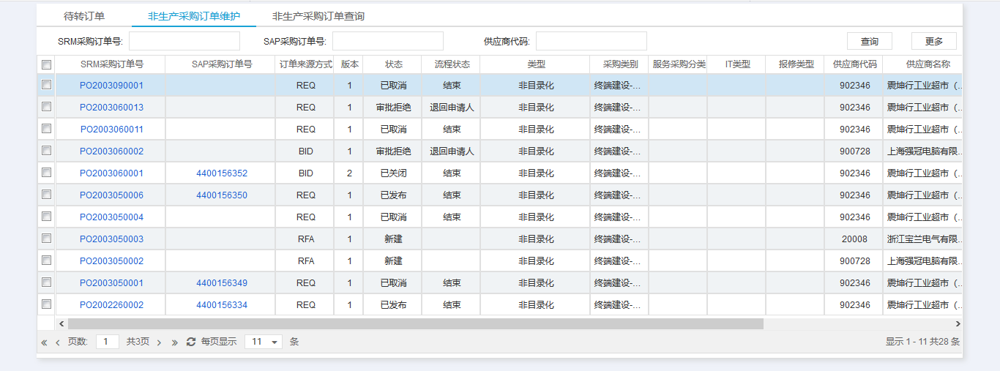 待转订单 非生产采购订单维护 非生产采购订单查询
SRM采购订单号: SAP采购订单号: 供应商代码: 查询 更多
SRM采购订单号 SAP采购订单号 订单来源方式 版本 状态 流程状态 类型 采购类别 服务采购分类 IT类型 报修类型 供应商代码 供应商名称
PO2003090001 REQ 1 已取消 结束 非目录化 终端建设-... 902346 震坤行工业超市（...
PO2003060013 REQ 1 审批拒绝 退回申请人 非目录化 终端建设-... 902346 震坤行工业超市（...
PO2003060011 REQ 1 已取消 结束 非目录化 终端建设-... 902346 震坤行工业超市（...
PO2003060002 BID 1 审批拒绝 退回申请人 非目录化 终端建设-... 900728 上海强冠电脑有限...
PO2003060001 4400156352 BID 2 已关闭 结束 非目录化 终端建设-... 902346 震坤行工业超市（...
PO2003050006 4400156350 REQ 1 已发布 结束 非目录化 终端建设-... 902346 震坤行工业超市（...
PO2003050004 REQ 1 已取消 结束 非目录化 终端建设-... 902346 震坤行工业超市（...
PO2003050003 RFA 1 新建 非目录化 终端建设-... 20008 浙江宝兰电气有限...
PO2003050002 RFA 1 新建 非目录化 终端建设-... 900728 上海强冠电脑有限...
PO2003050001 4400156349 REQ 1 已取消 结束 非目录化 终端建设-... 902346 震坤行工业超市（...
PO2002260002 4400156334 REQ 1 已发布 结束 非目录化 终端建设-... 902346 震坤行工业超市（...
页数: 1 共3页 每页显示 11 条 显示 1 - 11 共28 条